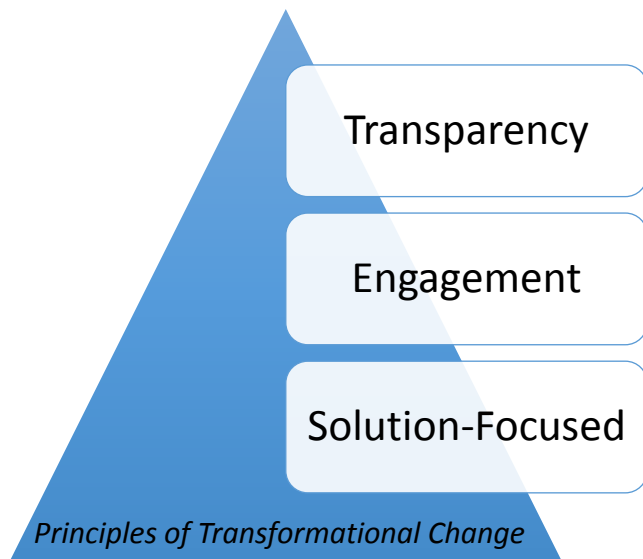 Transparency
Engagement
Solution-Focused
Principles of Transformational Change